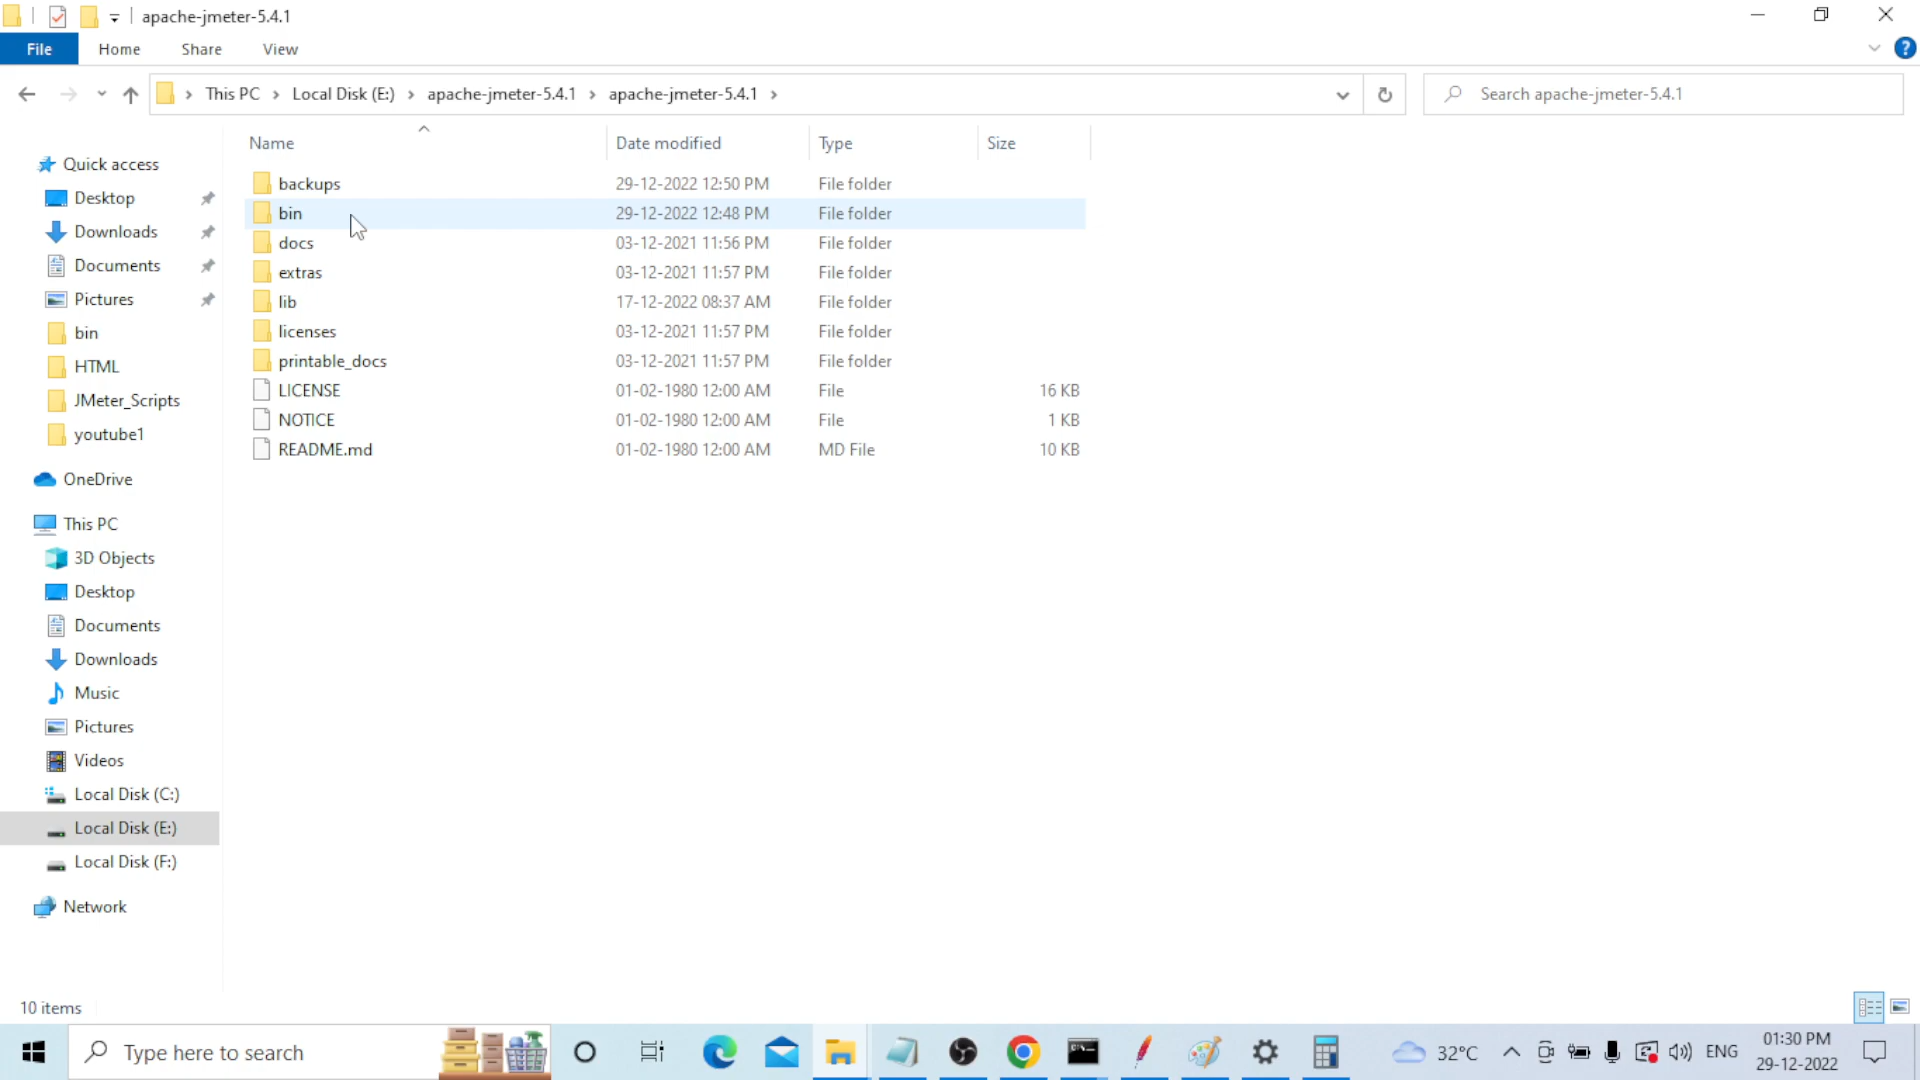 apache-jmeter-5.4.1
File Home Share View
This PC Local Disk (E:) apache-jmeter-5.4.1 apache-jmeter-5.4.1
Search apache-jmeter-5.4.1
Quick access
Desktop
Downloads
Documents
Pictures
bin
HTML
JMeter_Scripts
youtube1
OneDrive
This PC
3D Objects
Desktop
Documents
Downloads
Music
Pictures
Videos
Local Disk (C:)
Local Disk (E:)
Local Disk (F:)
Network
Name Date modified Type Size
backups 29-12-2022 12:50 PM File folder
bin 29-12-2022 12:48 PM File folder
docs 03-12-2021 11:56 PM File folder
extras 03-12-2021 11:57 PM File folder
lib 17-12-2022 08:37 AM File folder
licenses 03-12-2021 11:57 PM File folder
printable_docs 03-12-2021 11:57 PM File folder
LICENSE 01-02-1980 12:00 AM File 16 KB
NOTICE 01-02-1980 12:00 AM File 1 KB
README.md 01-02-1980 12:00 AM MD File 10 KB
10 items
Type here to search
32°C
ENG
01:30 PM
29-12-2022